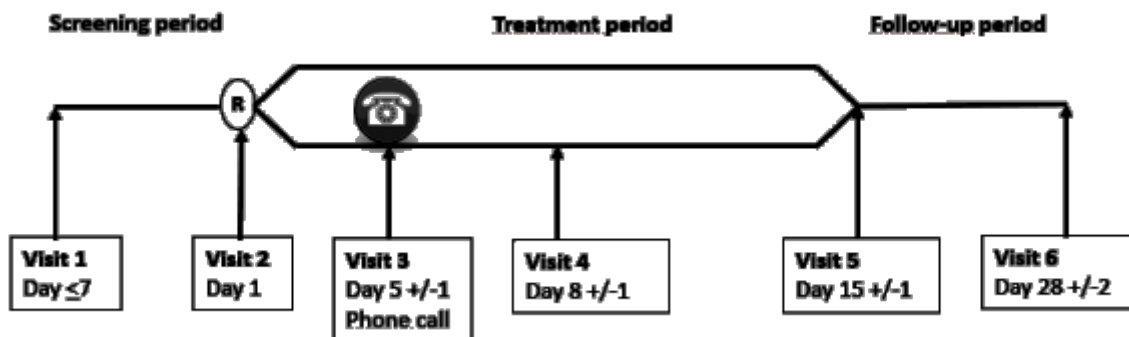 Screening period
Treatment period
Follow-up period
R
Visit 1
Day ≤7
Visit 2
Day 1
Visit 3
Day 5 +/-1
Phone call
Visit 4
Day 8 +/-1
Visit 5
Day 15 +/-1
Visit 6
Day 28 +/-2